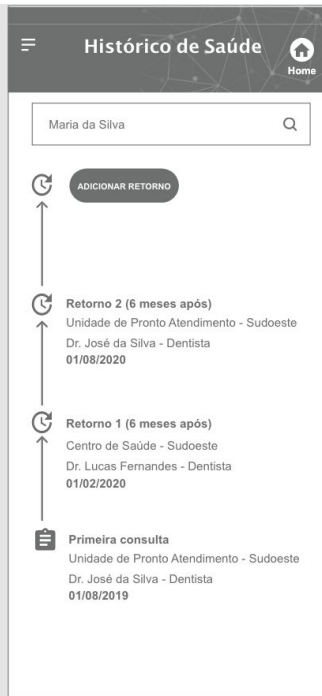 Histórico de Saúde
Home
Maria da Silva
ADICIONAR RETORNO
Retorno 2 (6 meses após)
Unidade de Pronto Atendimento - Sudoeste
Dr. José da Silva - Dentista
01/08/2020
Retorno 1 (6 meses após)
Centro de Saúde - Sudoeste
Dr. Lucas Fernandes - Dentista
01/02/2020
Primeira consulta
Unidade de Pronto Atendimento - Sudoeste
Dr. José da Silva - Dentista
01/08/2019